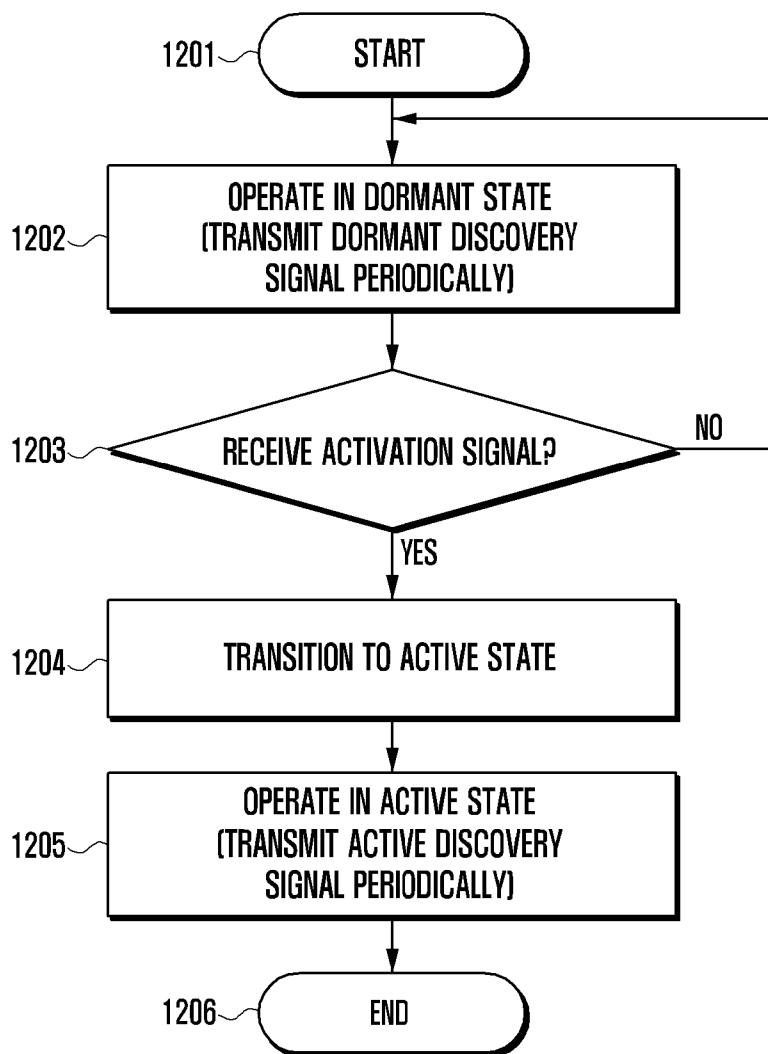 1201
START
1202
OPERATE IN DORMANT STATE
(TRANSMIT DORMANT DISCOVERY
SIGNAL PERIODICALLY)
1203
RECEIVE ACTIVATION SIGNAL?
NO
YES
1204
TRANSITION TO ACTIVE STATE
1205
OPERATE IN ACTIVE STATE
(TRANSMIT ACTIVE DISCOVERY
SIGNAL PERIODICALLY)
1206
END